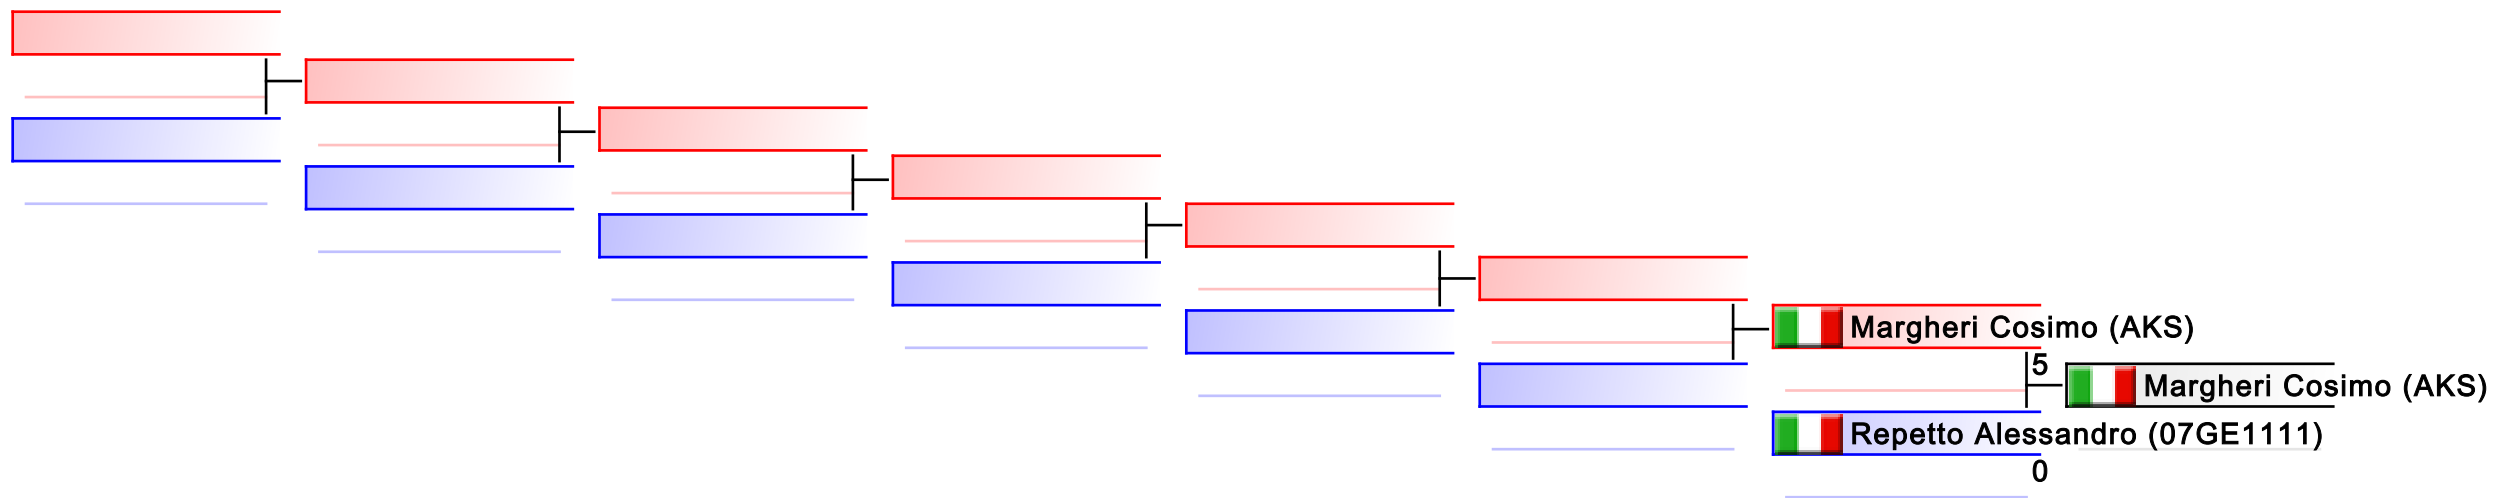 Margheri Cosimo (AKS)
5
Margheri Cosimo (AKS)
Repetto Alessandro (07GE1111)
0